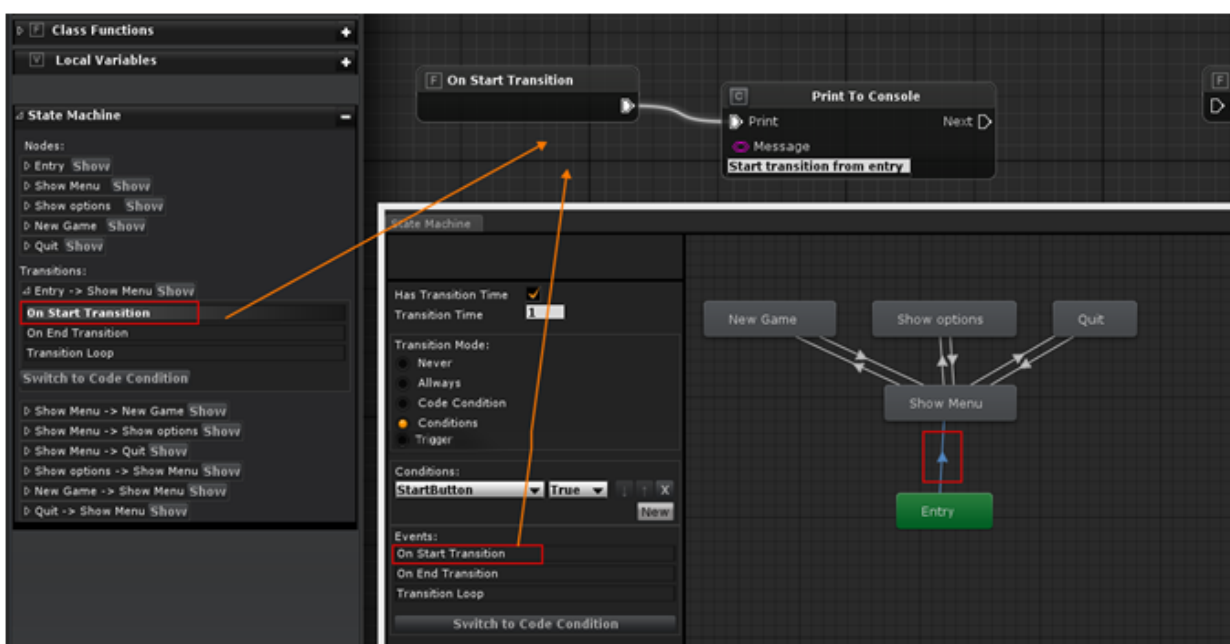 F Class Functions +
V Local Variables +
State Machine -
Nodes:
Entry Show
Show Menu Show
Show options Show
New Game Show
Quit Show
Transitions:
Entry -> Show Menu Show
On Start Transition
On End Transition
Transition Loop
Switch to Code Condition
Show Menu -> New Game Show
Show Menu -> Show options Show
Show Menu -> Quit Show
Show options -> Show Menu Show
New Game -> Show Menu Show
Quit -> Show Menu Show
F On Start Transition
C Print To Console
Print Next
Message
Start transition from entry
F
State Machine
Has Transition Time
Transition Time 1
Transition Mode:
Never
Allways
Code Condition
Conditions
Trigger
Conditions:
StartButton True X
New
Events:
On Start Transition
On End Transition
Transition Loop
Switch to Code Condition
New Game Show options Quit
Show Menu
Entry